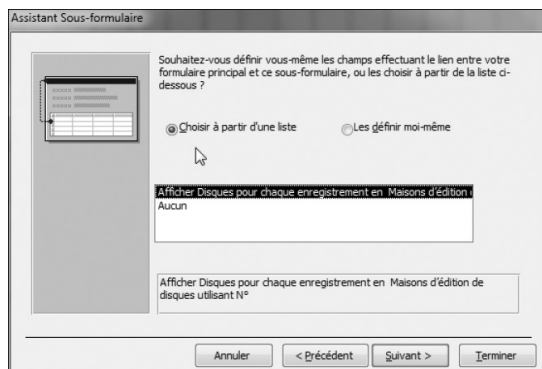 Assistant Sous-formulaire
Souhaitez-vous définir vous-même les champs effectuant le lien entre votre
formulaire principal et ce sous-formulaire, ou les choisir à partir de la liste ci-
dessous ?
Choisir à partir d'une liste
Les définir moi-même
Afficher Disques pour chaque enregistrement en Maisons d'édition
Aucun
Afficher Disques pour chaque enregistrement en Maisons d'édition de
disques utilisant N°
Annuler
< Précédent
Suivant >
Terminer